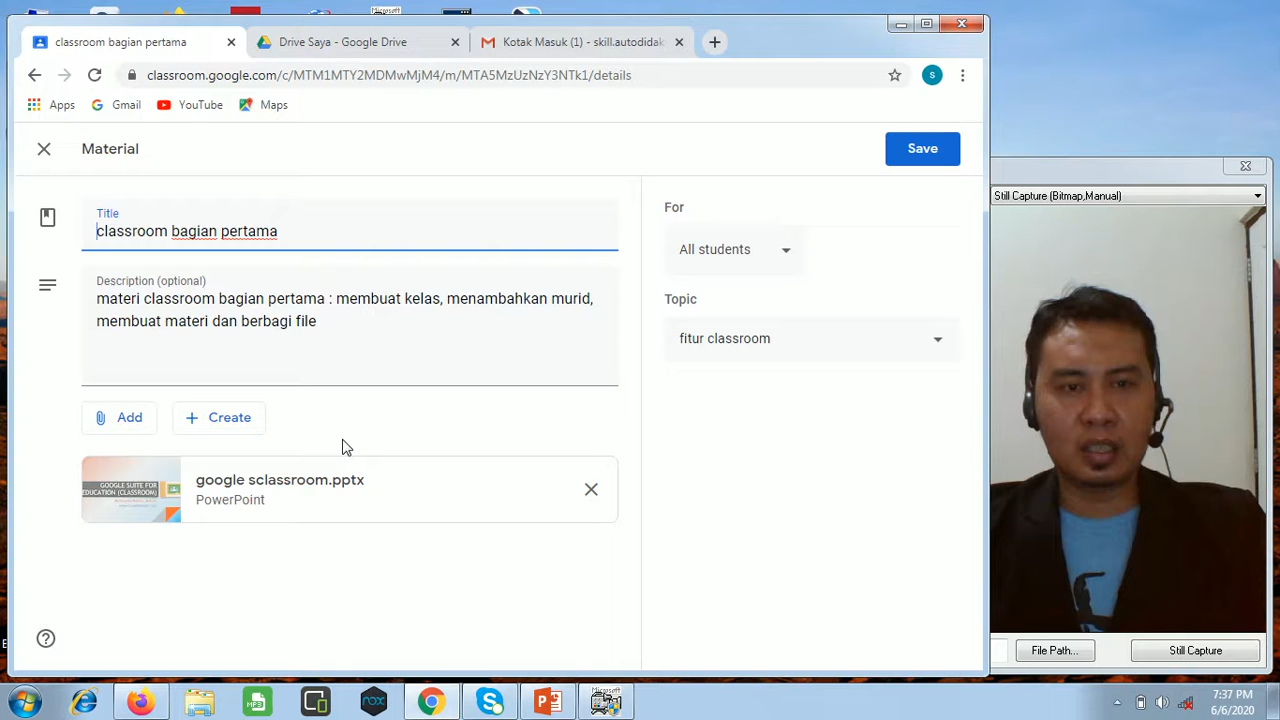 classroom bagian pertama
Drive Saya - Google Drive
Kotak Masuk (1) - skill.autodidak
classroom.google.com/c/MTM1MTY2MDMwMjM4/m/MTA5MzUzNzY3NTk1/details
s
Apps
Gmail
YouTube
Maps
Material
Save
Title
classroom bagian pertama
Description (optional)
materi classroom bagian pertama : membuat kelas, menambahkan murid,
membuat materi dan berbagi file
Add
Create
google sclassroom.pptx
PowerPoint
GOOGLE SUITE FOR
EDUCATION (CLASSROOM)
For
All students
Topic
fitur classroom
Still Capture (Bitmap,Manual)
File Path...
Still Capture
MP3
nox
Microsoft
7:37 PM
6/6/2020